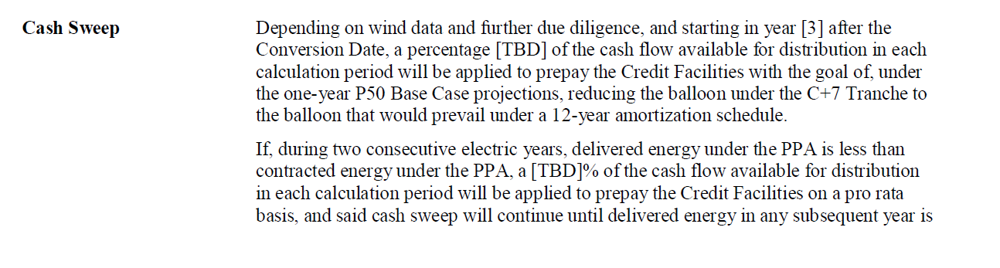 Cash Sweep Depending on wind data and further due diligence, and starting in year [3] after the
Conversion Date, a percentage [TBD] of the cash flow available for distribution in each
calculation period will be applied to prepay the Credit Facilities with the goal of, under
the one-year P50 Base Case projections, reducing the balloon under the C+7 Tranche to
the balloon that would prevail under a 12-year amortization schedule.
If, during two consecutive electric years, delivered energy under the PPA is less than
contracted energy under the PPA, a [TBD]% of the cash flow available for distribution
in each calculation period will be applied to prepay the Credit Facilities on a pro rata
basis, and said cash sweep will continue until delivered energy in any subsequent year is